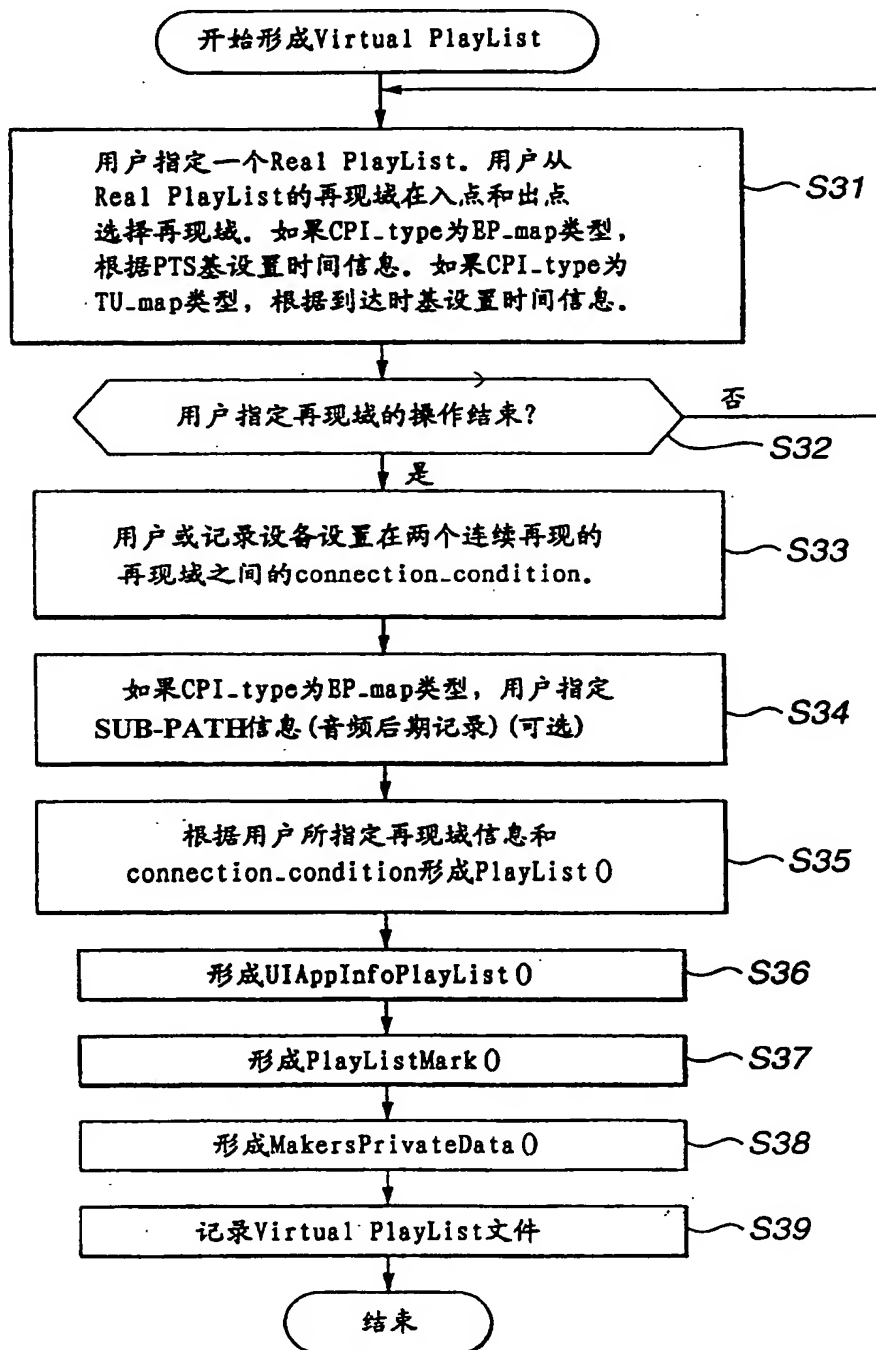 开始形成Virtual PlayList
用户指定一个Real PlayList. 用户从
Real PlayList的再现域在入点和出点
选择再现域. 如果CPI_type为EP_map类型,
根据PTS基设置时间信息. 如果CPI_type为
TU_map类型, 根据到达时基设置时间信息.
S31
用户指定再现域的操作结束?
否
S32
是
用户或记录设备设置在两个连续再现的
再现域之间的connection_condition.
S33
如果CPI_type为EP_map类型, 用户指定
SUB-PATH信息(音频后期记录)(可选)
S34
根据用户所指定再现域信息和
connection_condition形成PlayList()
S35
形成UIAppInfoPlayList()
S36
形成PlayListMark()
S37
形成MakersPrivateData()
S38
记录Virtual PlayList文件
S39
结束